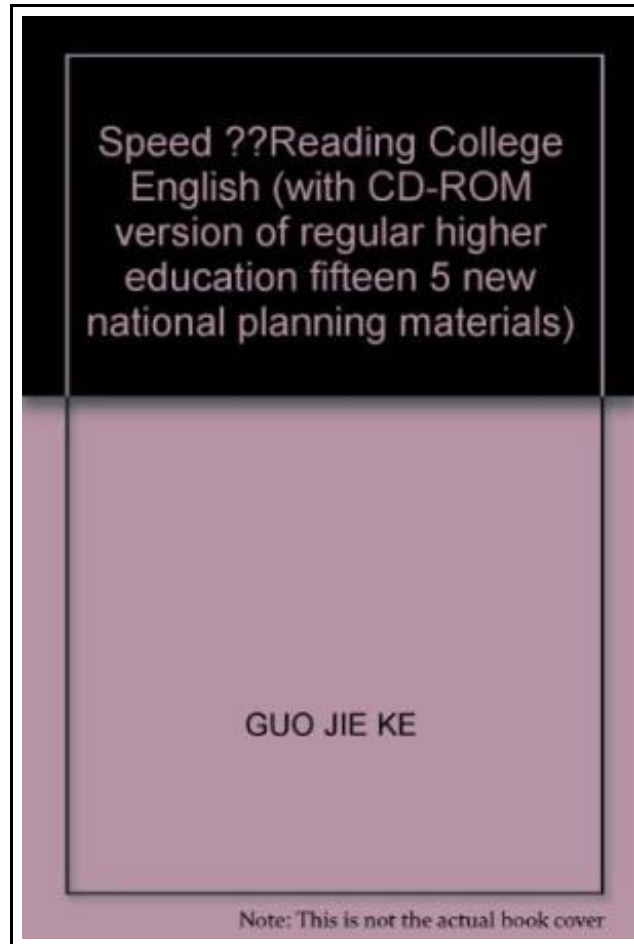 Speed ??Reading College
English (with CD-ROM
version of regular higher
education fifteen 5 new
national planning materials)
GUO JIE KE
Note: This is not the actual book cover